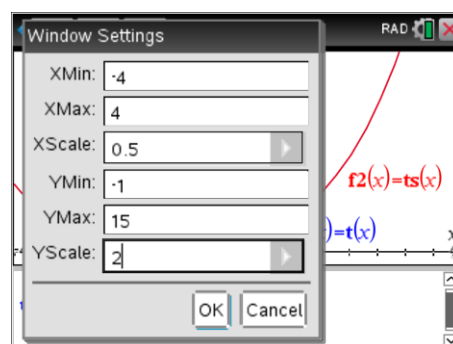 Window Settings
RAD
XMin: -4
XMax: 4
XScale: 0.5
YMin: -1
YMax: 15
YScale: 2
OK Cancel
f2(x)=ts(x)
)=t(x)
x